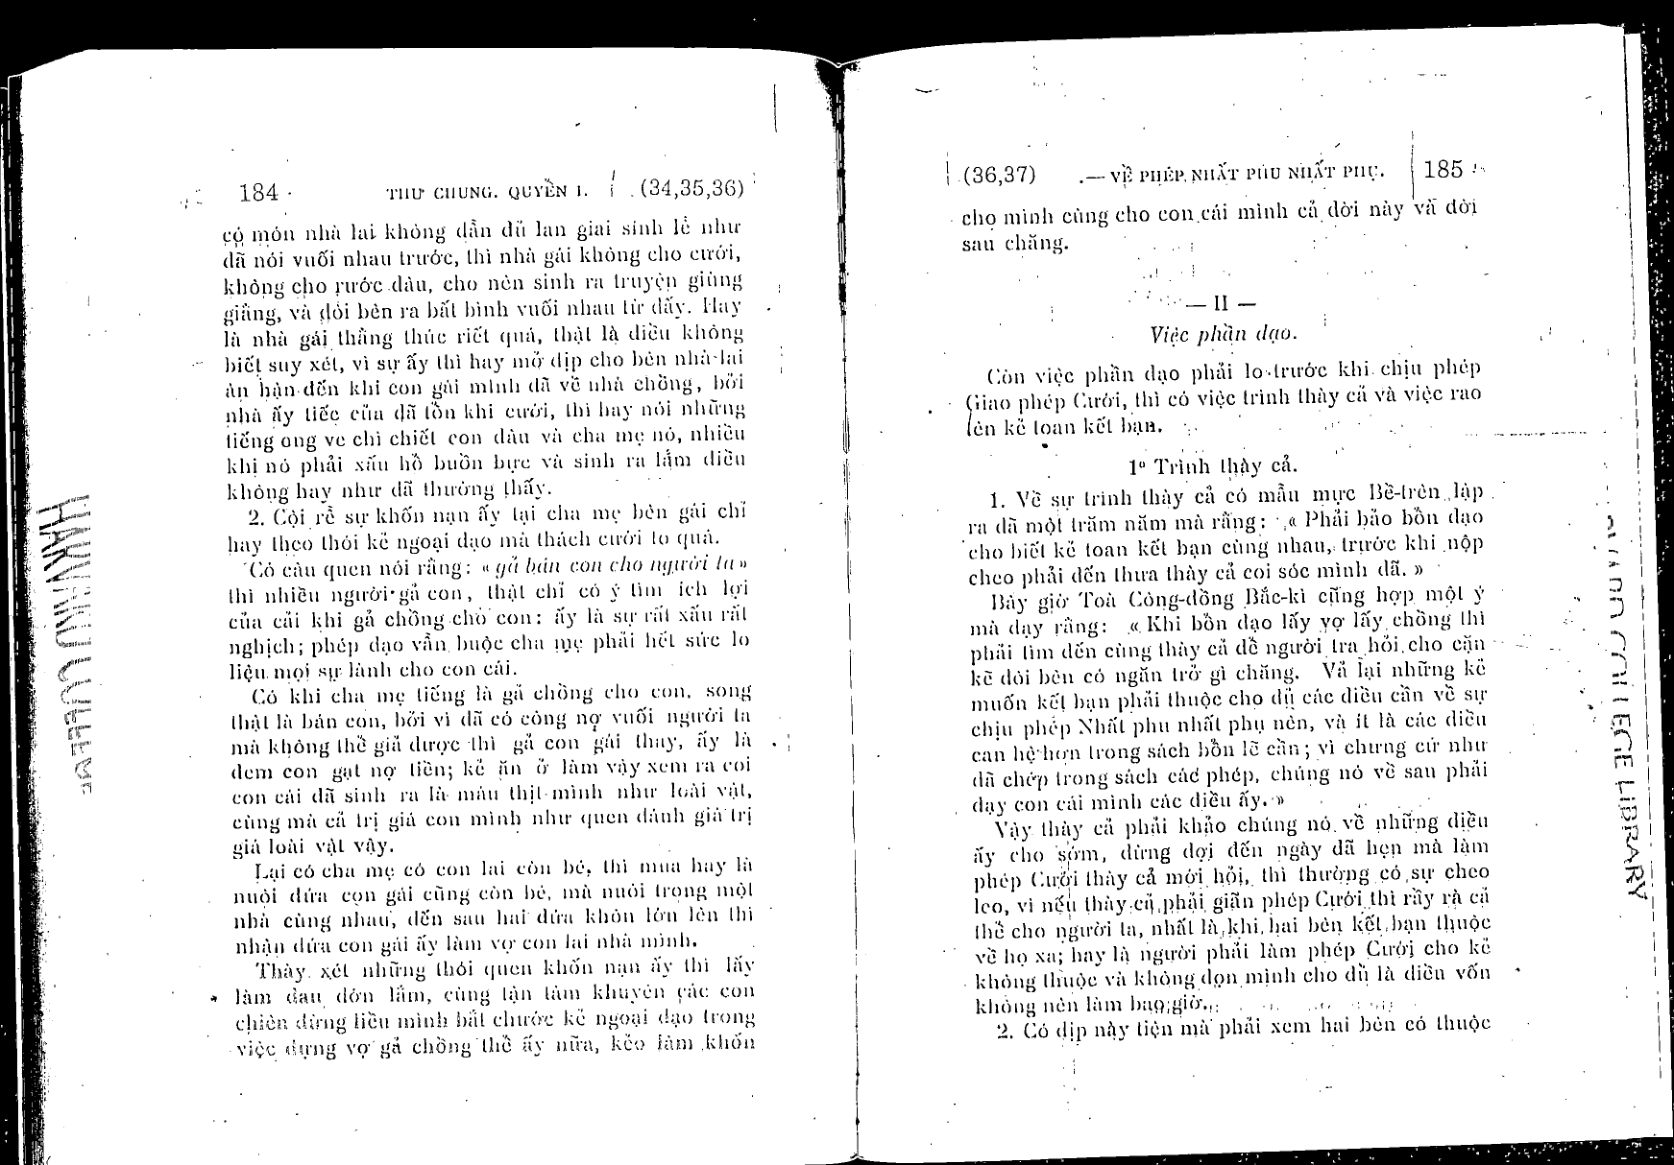 184 THƯ CHUNG. QUYỀN I. (34,35,36)
có món nhà lai không dẫn đủ lan giai sính lễ như
đã nói vuối nhau trước, thì nhà gái không cho cưới,
không cho rước dâu, cho nên sinh ra truyện giùng
giằng, và đôi bên ra bất bình vuối nhau từ đấy. Hay
là nhà gái thẳng thúc riết quá, thật là điều không
biết suy xét, vì sự ấy thì hay mở dịp cho bên nhà lai
ân hận đến khi con gái mình đã về nhà chồng, bởi
nhà ấy tiếc của đã tốn khi cưới, thì hay nói những
tiếng ong ve chì chiết con dâu và cha mẹ nó, nhiều
khi nó phải xấu hổ buồn bực và sinh ra lắm điều
không hay như đã thường thấy.
2. Cội rễ sự khốn nạn ấy tại cha mẹ bên gái chỉ
hay theo thói kẻ ngoại đạo mà thách cưới to quá.
Có câu quen nói rằng: « gả bán con cho người ta »
thì nhiều người gả con, thật chỉ có ý tìm ích lợi
của cải khi gả chồng cho con: ấy là sự rất xấu rất
nghịch; phép đạo vẫn buộc cha mẹ phải hết sức lo
liệu mọi sự lành cho con cái.
Có khi cha mẹ tiếng là gả chồng cho con, song
thật là bán con, bởi vì đã có công nợ vuối người ta
mà không thể giả được thì gả con gái thay, ấy là
đem con gạt nợ tiền; kẻ ăn ở làm vậy xem ra coi
con cái đã sinh ra là máu thịt mình như loài vật,
cùng mà cả trị giá con mình như quen đánh giá trị
giá loài vật vậy.
Lại có cha mẹ có con lai còn bé, thì mua hay là
nuôi đứa con gái cũng còn bé, mà nuôi trong một
nhà cùng nhau, đến sau hai đứa khôn lớn lên thì
nhận đứa con gái ấy làm vợ con lai nhà mình.
Thày xét những thói quen khốn nạn ấy thì lấy
làm đau đớn lắm, cùng tận tâm khuyên các con
chiên đừng liều mình bắt chước kẻ ngoại đạo trong
việc dựng vợ gả chồng thể ấy nữa, kẻo làm khốn
(36,37) — VỀ PHÉP NHẤT PHU NHẤT PHỤ. 185
cho mình cùng cho con cái mình cả đời này và đời
sau chăng.
— II —
Việc phần đạo.
Còn việc phần đạo phải lo trước khi chịu phép
Giao phép Cưới, thì có việc trình thày cả và việc rao
tên kẻ toan kết bạn.
1º Trình thày cả.
1. Về sự trình thày cả có mẫu mực Bề-trên lập
ra đã một trăm năm mà rằng: « Phải bảo bổn đạo
cho biết kẻ toan kết bạn cùng nhau, trước khi nộp
cheo phải đến thưa thày cả coi sóc mình đã. »
Bây giờ Toà Công-đồng Bắc-kì cũng hợp một ý
mà dạy rằng: « Khi bổn đạo lấy vợ lấy chồng thì
phải tìm đến cùng thày cả để người tra hỏi cho cặn
kẽ đôi bên có ngăn trở gì chăng. Vả lại những kẻ
muốn kết bạn phải thuộc cho đủ các điều cần về sự
chịu phép Nhất phu nhất phụ nên, và ít là các điều
can hệ hơn trong sách bổn lẽ cần; vì chưng cứ như
đã chép trong sách các phép, chúng nó về sau phải
dạy con cái mình các điều ấy. »
Vậy thày cả phải khảo chúng nó về những điều
ấy cho sớm, đừng đợi đến ngày đã hẹn mà làm
phép Cưới thày cả mới hỏi, thì thường có sự cheo
leo, vì nếu thày cả phải giãn phép Cưới thì rầy rà cả
thể cho người ta, nhất là khi hai bên kết bạn thuộc
về họ xa; hay là người phải làm phép Cưới cho kẻ
không thuộc và không dọn mình cho đủ là điều vốn
không nên làm bao giờ.
2. Có dịp này tiện mà phải xem hai bên có thuộc
HARVARD COLLEGE
HARVARD COLLEGE LIBRARY